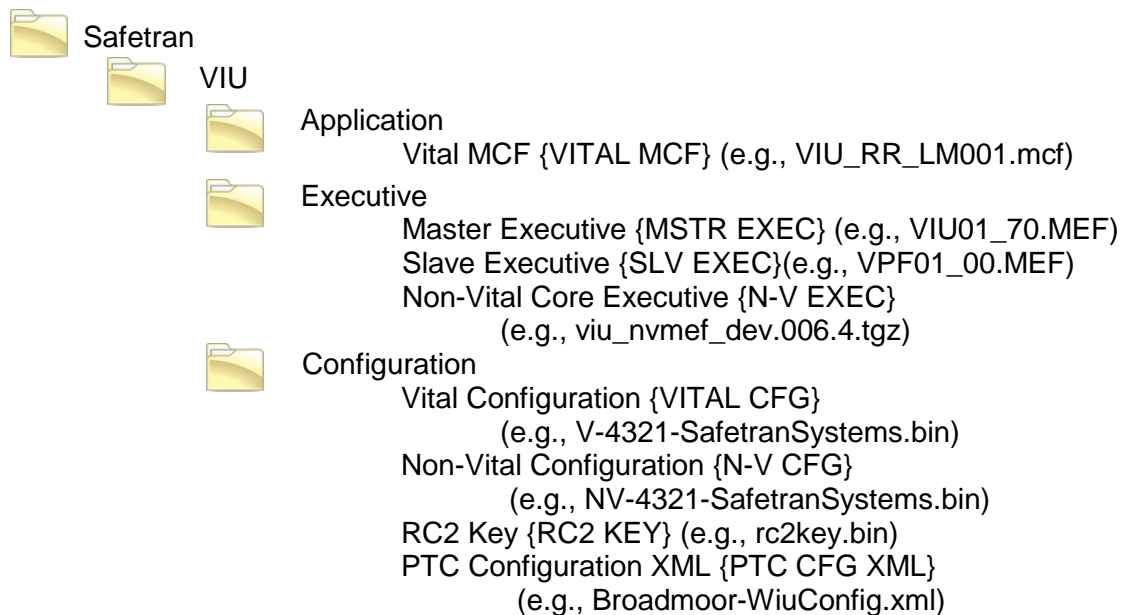 Safetran
VIU
Application
Vital MCF {VITAL MCF} (e.g., VIU_RR_LM001.mcf)
Executive
Master Executive {MSTR EXEC} (e.g., VIU01_70.MEF)
Slave Executive {SLV EXEC}(e.g., VPF01_00.MEF)
Non-Vital Core Executive {N-V EXEC}
(e.g., viu_nvmef_dev.006.4.tgz)
Configuration
Vital Configuration {VITAL CFG}
(e.g., V-4321-SafetranSystems.bin)
Non-Vital Configuration {N-V CFG}
(e.g., NV-4321-SafetranSystems.bin)
RC2 Key {RC2 KEY} (e.g., rc2key.bin)
PTC Configuration XML {PTC CFG XML}
(e.g., Broadmoor-WiuConfig.xml)